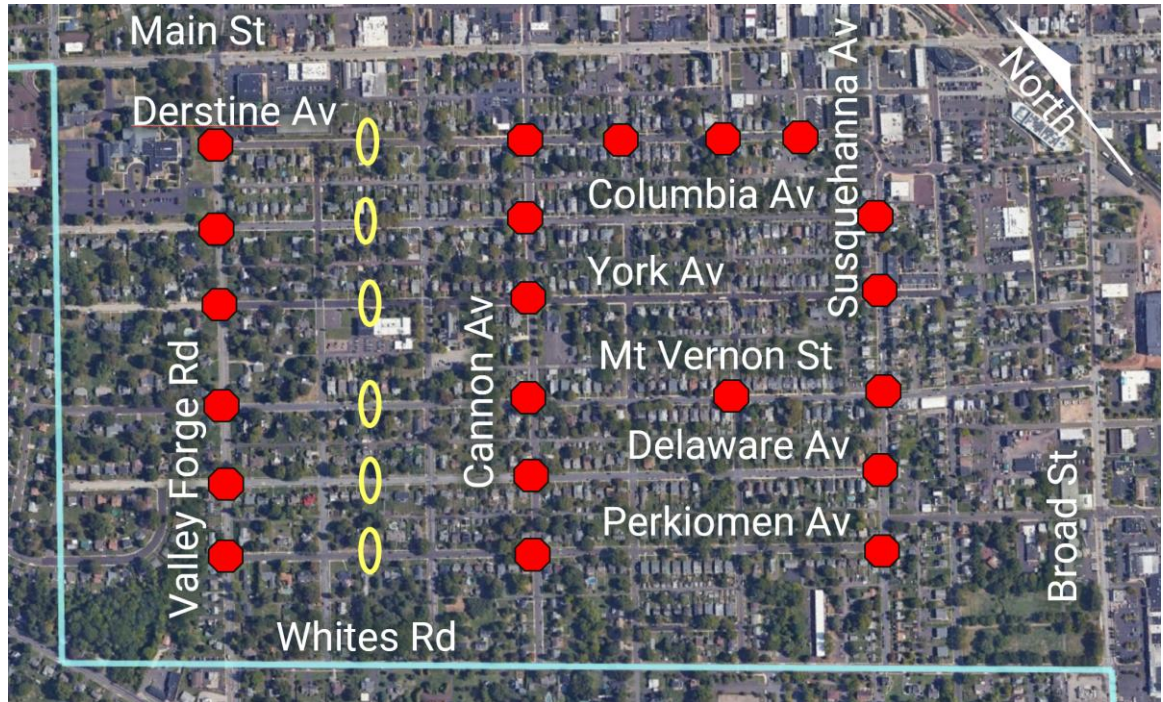 Main St
Susquehanna Av
North
Derstine Av
Columbia Av
York Av
Cannon Av
Mt Vernon St
Valley Forge Rd
Delaware Av
Broad St
Perkiomen Av
Whites Rd